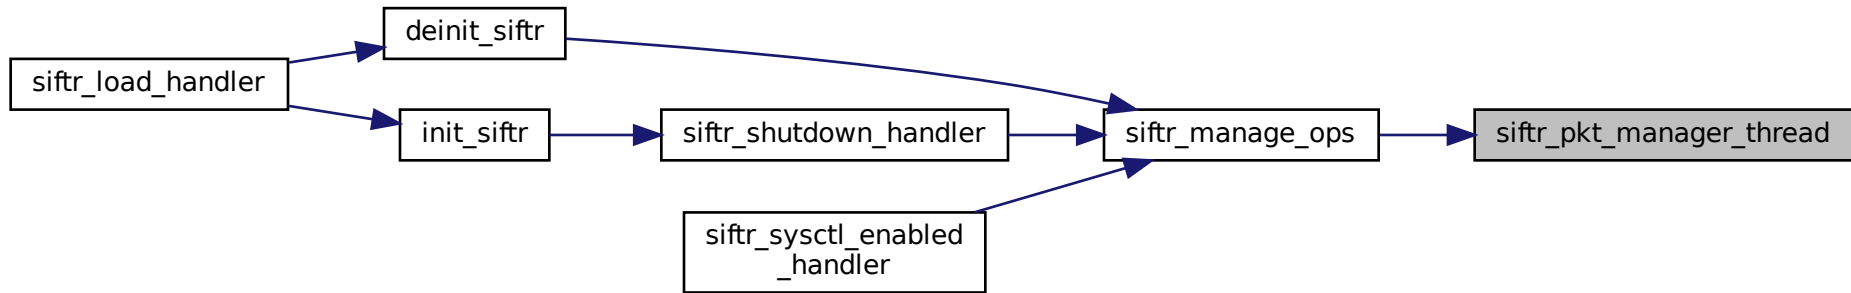 deinit_siftr
siftr_load_handler
init_siftr
siftr_shutdown_handler
siftr_manage_ops
siftr_pkt_manager_thread
siftr_sysctl_enabled
_handler